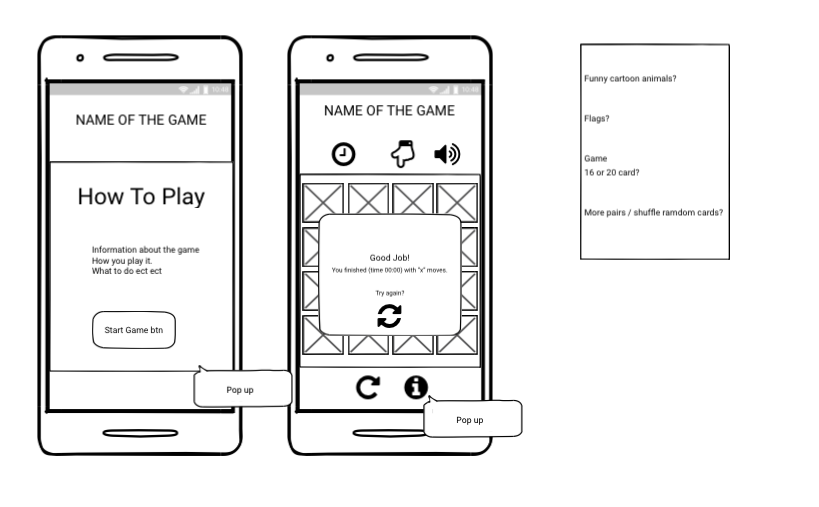 10:48
NAME OF THE GAME
How To Play
Information about the game
How you play it.
What to do ect ect
Start Game btn
Pop up
10:48
NAME OF THE GAME
Good Job!
You finished (time 00:00) with "x" moves.
Try again?
Pop up
Funny cartoon animals?
Flags?
Game
16 or 20 card?
More pairs / shuffle ramdom cards?